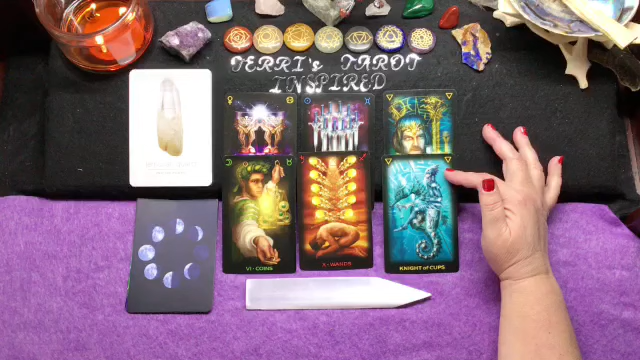 TERRI's TAROT
INSPIRED
VI • COINS
X • WANDS
KNIGHT of CUPS